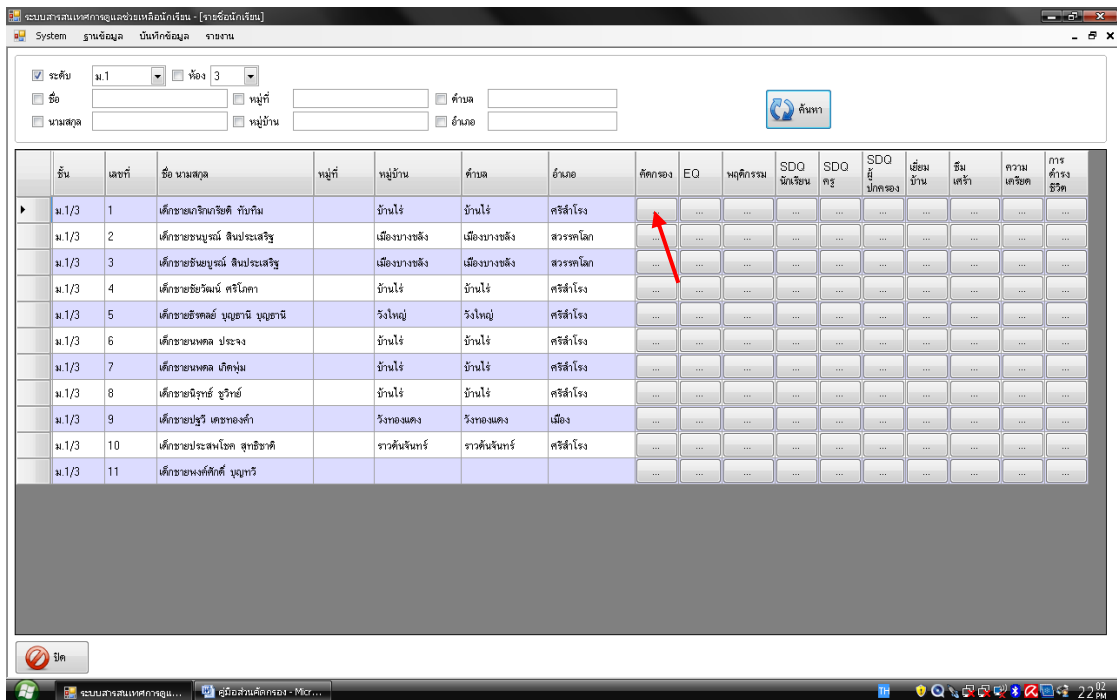 ระบบสารสนเทศการดูแลช่วยเหลือนักเรียน - [รายชื่อนักเรียน]
System ฐานข้อมูล บันทึกข้อมูล รายงาน
ระดับ ม.1 ห้อง 3
ชื่อ หมู่ที่ ตำบล
นามสกุล หมู่บ้าน อำเภอ
ค้นหา
ชั้น เลขที่ ชื่อ นามสกุล หมู่ที่ หมู่บ้าน ตำบล อำเภอ คัดกรอง EQ พฤติกรรม SDQ นักเรียน SDQ ครู SDQ ผู้ปกครอง เยี่ยมบ้าน ซึมเศร้า ความเครียด การดำรงชีวิต
ม.1/3 1 เด็กชายเกริกเกรียติ ทับทิม บ้านไร่ บ้านไร่ ศรีสำโรง ... ... ... ... ... ... ... ... ... ...
ม.1/3 2 เด็กชายชนบูรณ์ สินประเสริฐ เมืองบางขลัง เมืองบางขลัง สวรรคโลก ... ... ... ... ... ... ... ... ... ...
ม.1/3 3 เด็กชายชันยบูรณ์ สินประเสริฐ เมืองบางขลัง เมืองบางขลัง สวรรคโลก ... ... ... ... ... ... ... ... ... ...
ม.1/3 4 เด็กชายชัยวัฒน์ ศรีโภคา บ้านไร่ บ้านไร่ ศรีสำโรง ... ... ... ... ... ... ... ... ... ...
ม.1/3 5 เด็กชายธีรดลย์ บุญธานี บุญธานี วังใหญ่ วังใหญ่ ศรีสำโรง ... ... ... ... ... ... ... ... ... ...
ม.1/3 6 เด็กชายนพดล ประจง บ้านไร่ บ้านไร่ ศรีสำโรง ... ... ... ... ... ... ... ... ... ...
ม.1/3 7 เด็กชายนพดล เกิดพุ่ม บ้านไร่ บ้านไร่ ศรีสำโรง ... ... ... ... ... ... ... ... ... ...
ม.1/3 8 เด็กชายนิรุทธ์ ชูวิทย์ บ้านไร่ บ้านไร่ ศรีสำโรง ... ... ... ... ... ... ... ... ... ...
ม.1/3 9 เด็กชายปฐวี เดชทองคำ วังทองแดง วังทองแดง เมือง ... ... ... ... ... ... ... ... ... ...
ม.1/3 10 เด็กชายประสพโชค สุทธิชาติ ราวต้นจันทร์ ราวต้นจันทร์ ศรีสำโรง ... ... ... ... ... ... ... ... ... ...
ม.1/3 11 เด็กชายพงศ์ศักดิ์ บุญทวี ... ... ... ... ... ... ... ... ... ...
ปิด
ระบบสารสนเทศการดูแ... คู่มือส่วนคัดกรอง - Micr... TH 22:02 PM